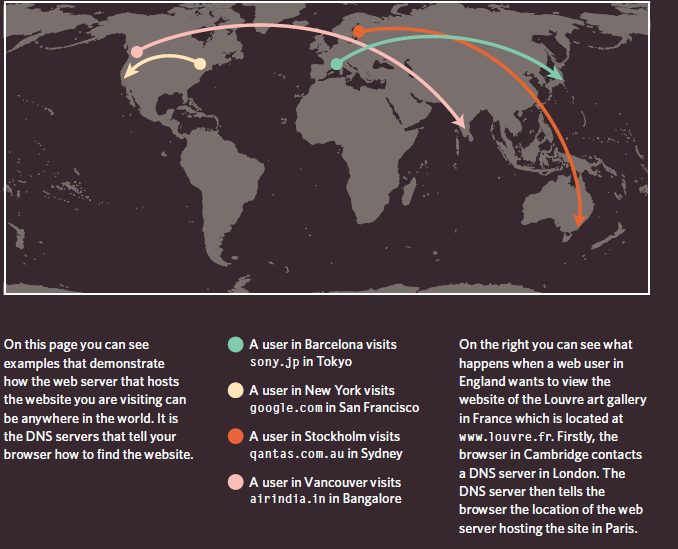 On this page you can see
examples that demonstrate
how the web server that hosts
the website you are visiting can
be anywhere in the world. It is
the DNS servers that tell your
browser how to find the website.
A user in Barcelona visits
sony.jp in Tokyo
A user in New York visits
google.com in San Francisco
A user in Stockholm visits
qantas.com.au in Sydney
A user in Vancouver visits
airindia.in in Bangalore
On the right you can see what
happens when a web user in
England wants to view the
website of the Louvre art gallery
in France which is located at
www.louvre.fr. Firstly, the
browser in Cambridge contacts
a DNS server in London. The
DNS server then tells the
browser the location of the web
server hosting the site in Paris.